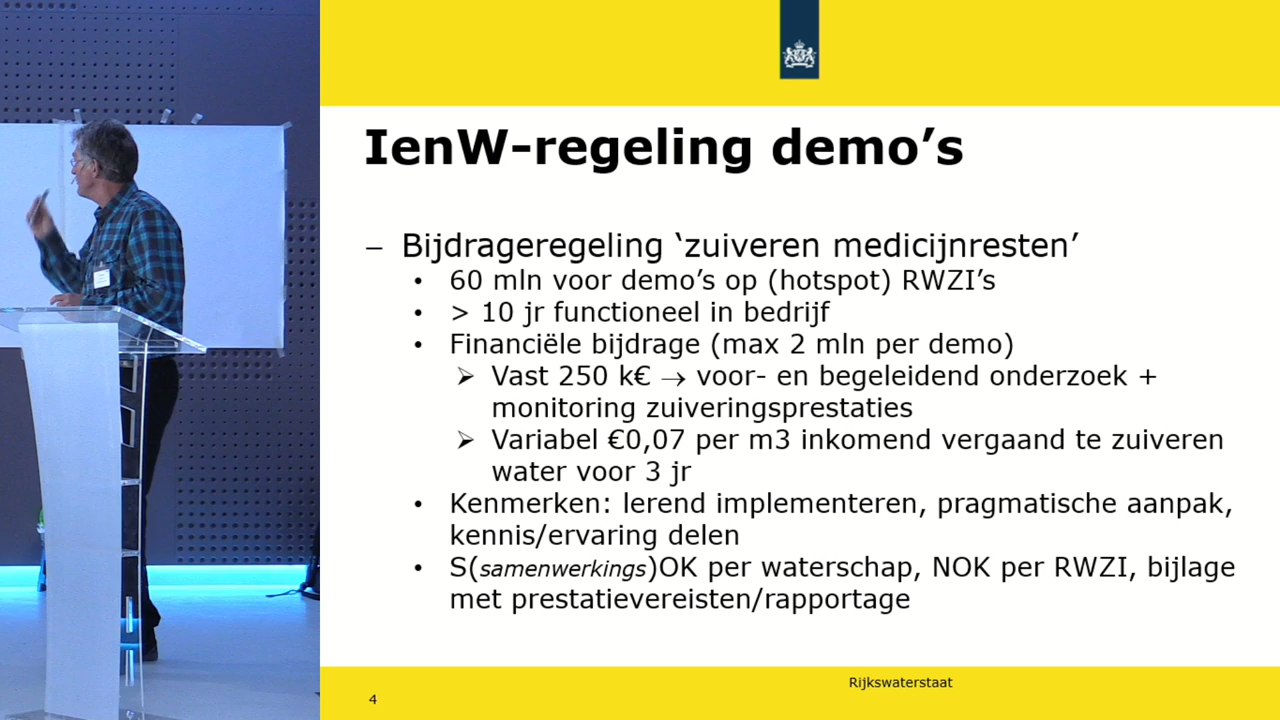 IenW-regeling demo’s
– Bijdrageregeling ‘zuiveren medicijnresten’
• 60 mln voor demo’s op (hotspot) RWZI’s
• > 10 jr functioneel in bedrijf
• Financiële bijdrage (max 2 mln per demo)
➢ Vast 250 k€ → voor- en begeleidend onderzoek +
monitoring zuiveringsprestaties
➢ Variabel €0,07 per m3 inkomend vergaand te zuiveren
water voor 3 jr
• Kenmerken: lerend implementeren, pragmatische aanpak,
kennis/ervaring delen
• S(samenwerkings)OK per waterschap, NOK per RWZI, bijlage
met prestatievereisten/rapportage
Rijkswaterstaat
4